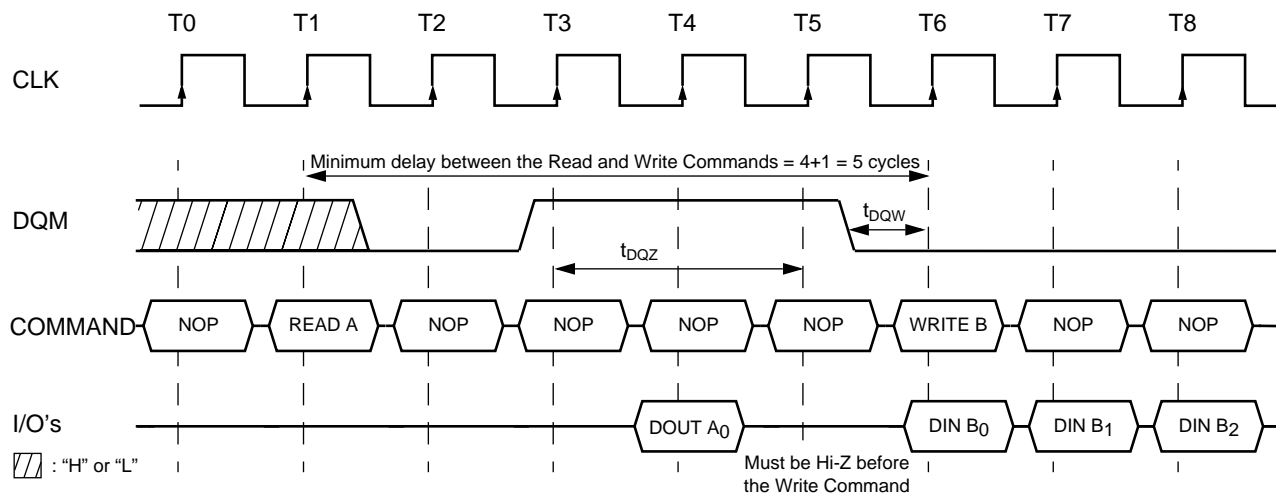 T0 T1 T2 T3 T4 T5 T6 T7 T8
CLK
Minimum delay between the Read and Write Commands = 4+1 = 5 cycles
DQM
tDQW
tDQZ
COMMAND NOP READ A NOP NOP NOP NOP WRITE B NOP NOP
I/O's DOUT A0 DIN B0 DIN B1 DIN B2
: “H” or “L”
Must be Hi-Z before
the Write Command